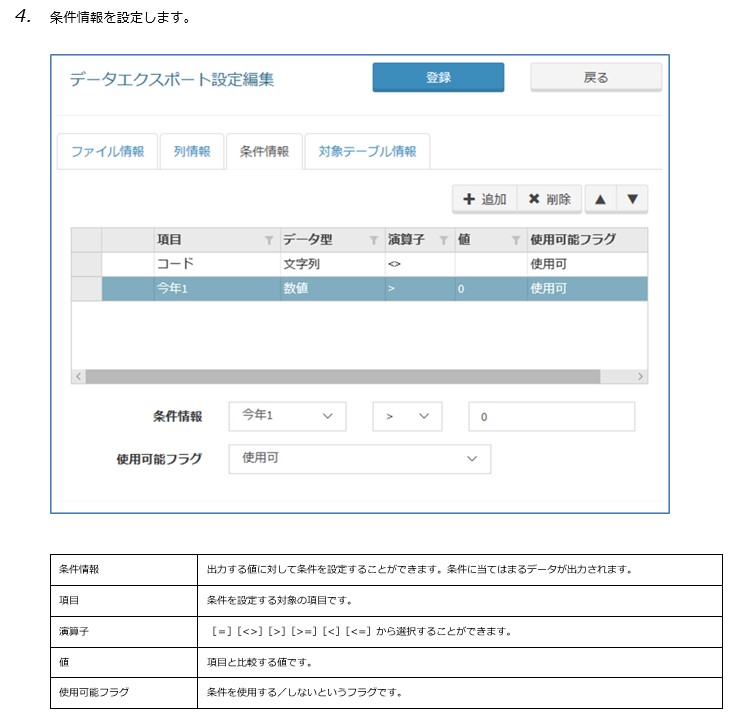 4. 条件情報を設定します。
データエクスポート設定編集 登録 戻る
ファイル情報 列情報 条件情報 対象テーブル情報
追加 削除 ▲ ▼
項目 データ型 演算子 値 使用可能フラグ
コード 文字列 <> 使用可
今年1 数値 > 0 使用可
条件情報 今年1 > 0
使用可能フラグ 使用可
条件情報 出力する値に対して条件を設定することができます。条件に当てはまるデータが出力されます。
項目 条件を設定する対象の項目です。
演算子 [=][<>][>][>=][<][<=]から選択することができます。
値 項目と比較する値です。
使用可能フラグ 条件を使用する/しないというフラグです。